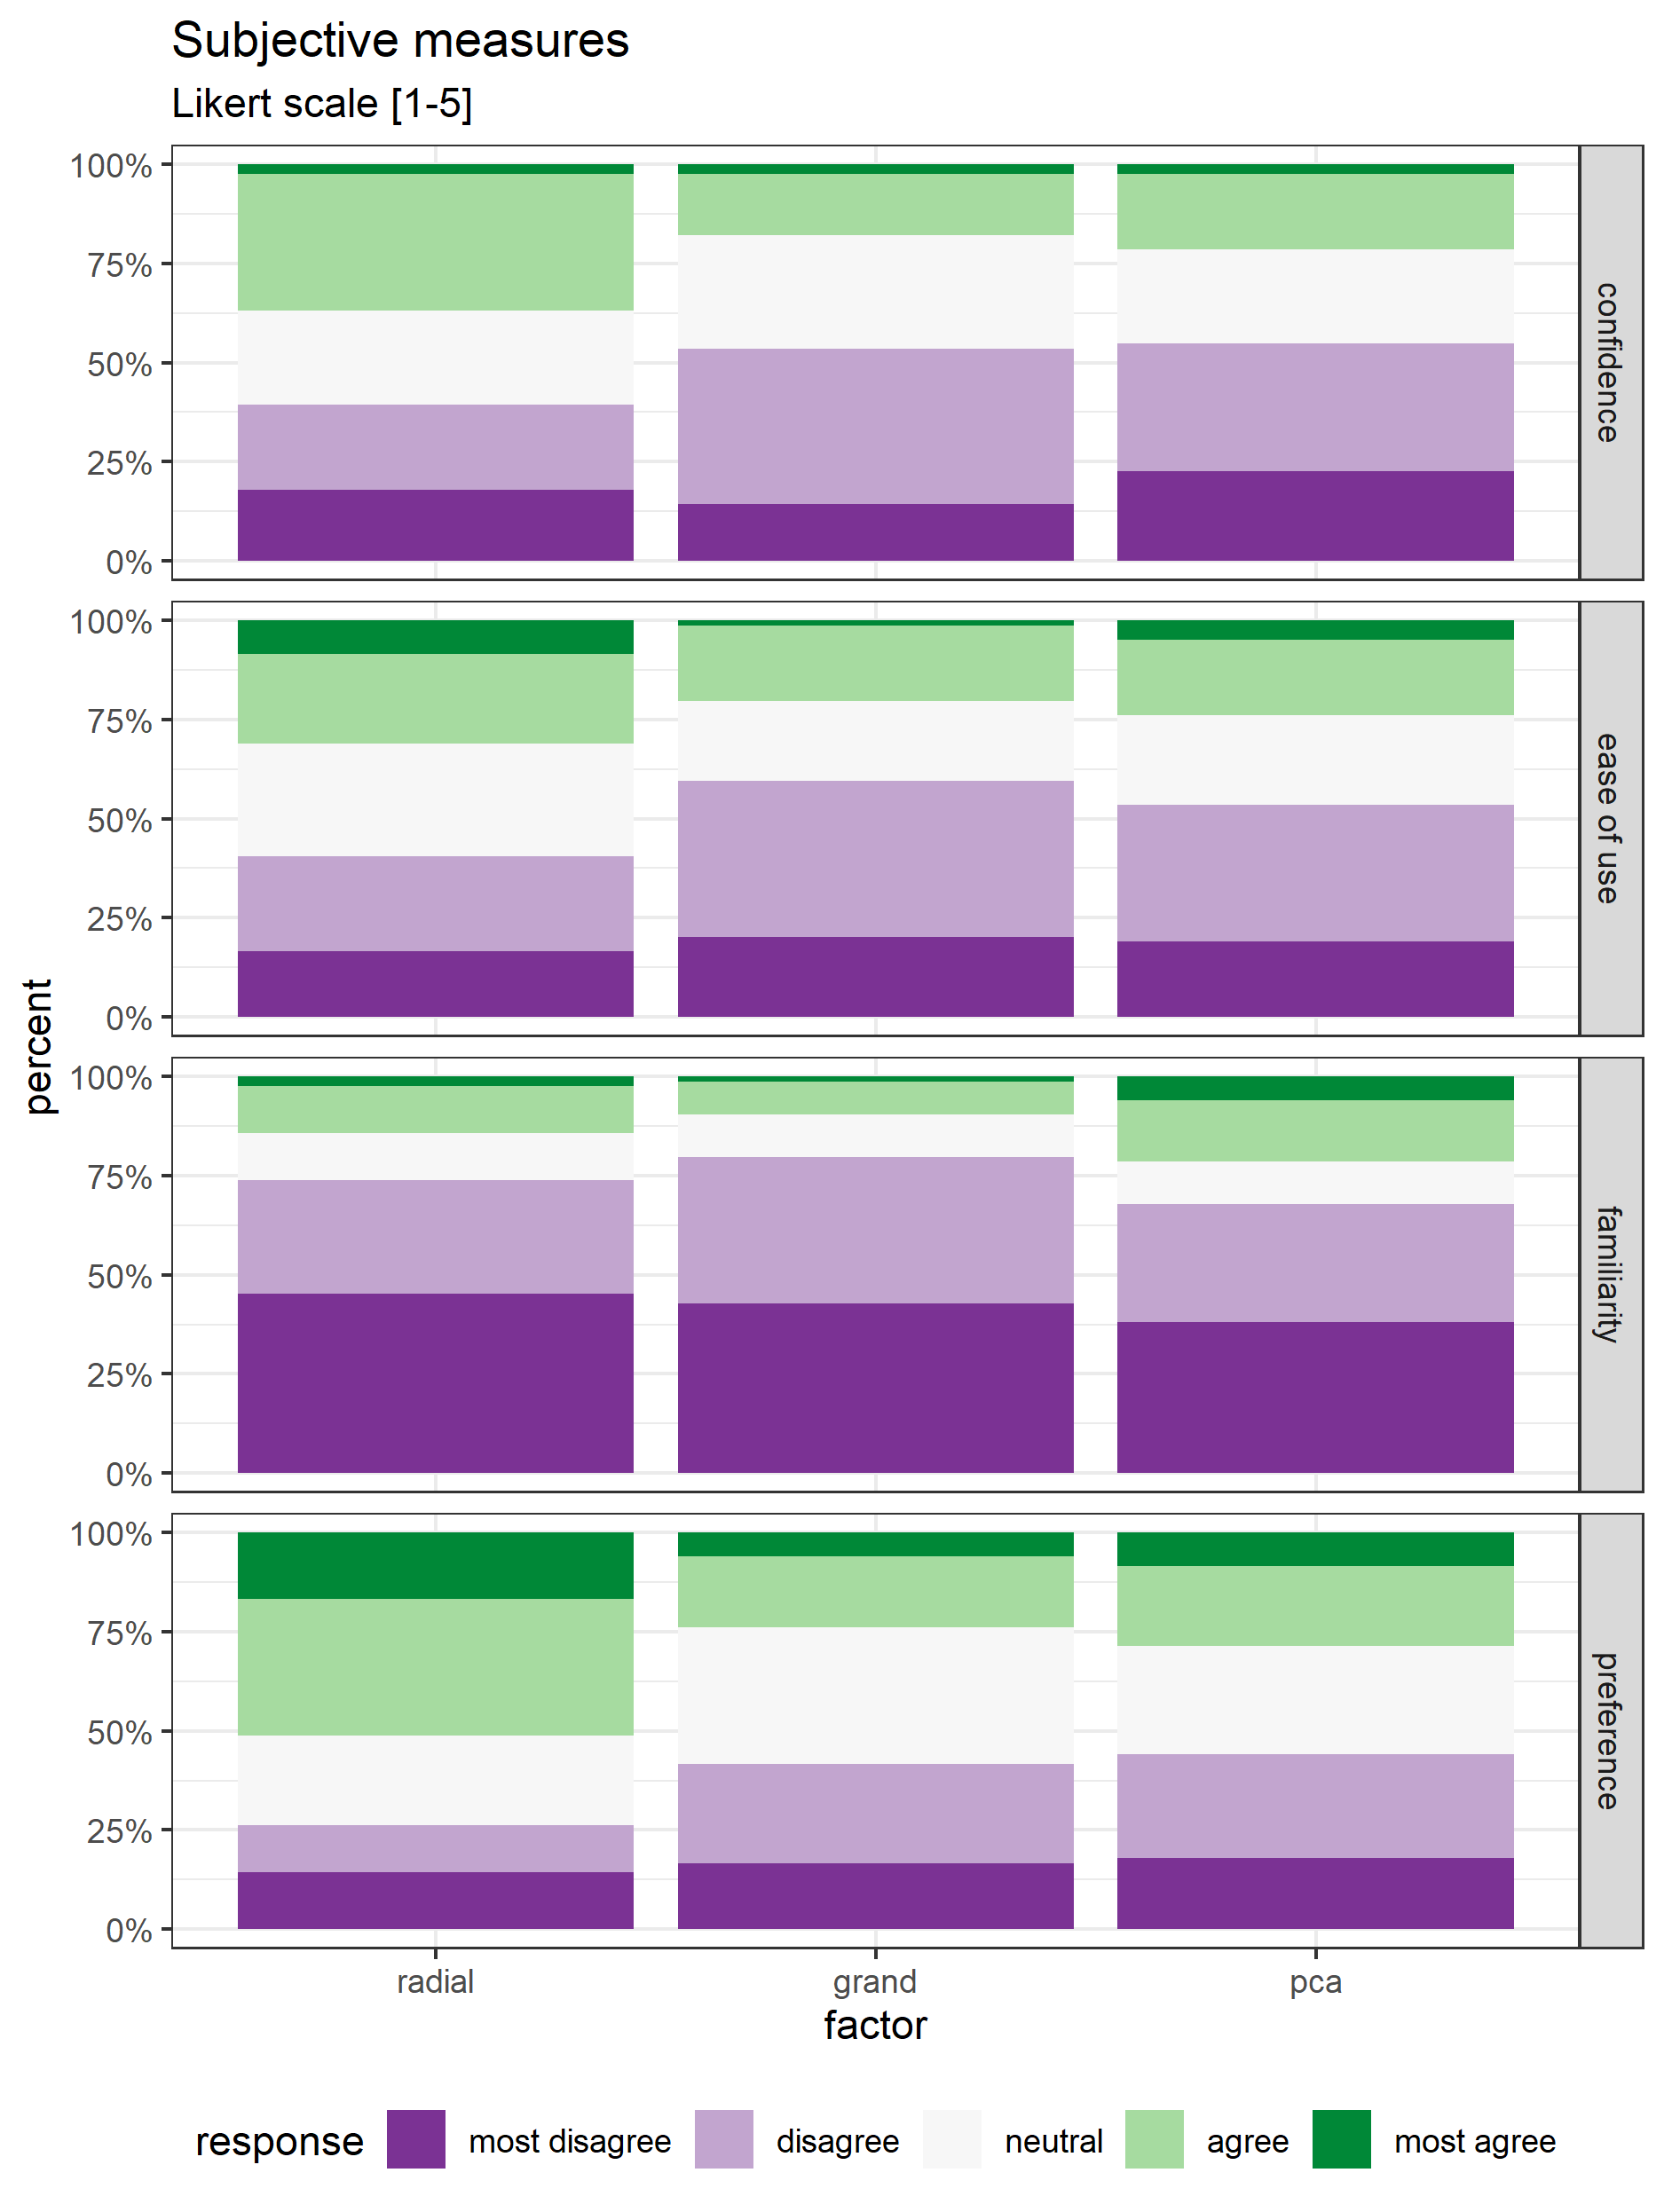 Subjective measures
Likert scale [1-5]
100%
75%
50%
25%
0%
confidence
100%
75%
50%
25%
0%
ease of use
100%
75%
50%
25%
0%
familiarity
100%
75%
50%
25%
0%
preference
percent
radial grand pca
factor
response most disagree disagree neutral agree most agree